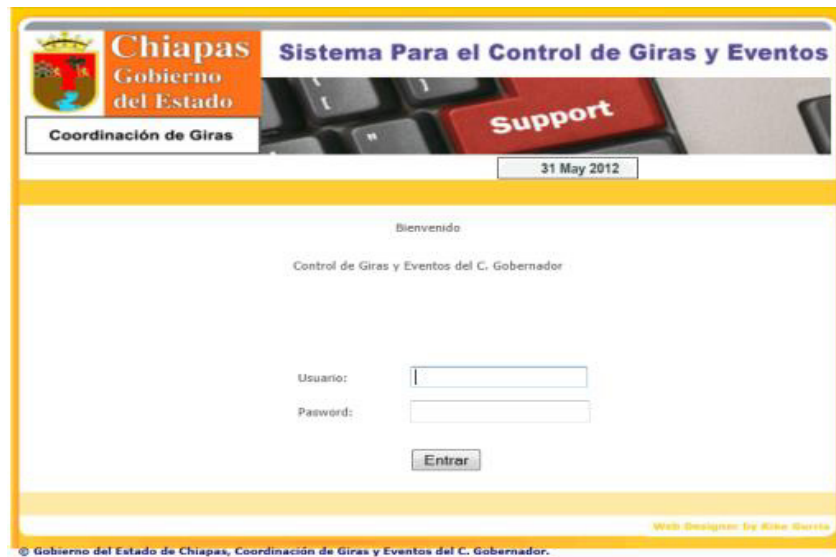 Chiapas
Gobierno
del Estado
Coordinación de Giras
Sistema Para el Control de Giras y Eventos
Support
31 May 2012
Bienvenido
Control de Giras y Eventos del C. Gobernador
Usuario:
Pasword:
Entrar
Web Designer by Kike Garcia
© Gobierno del Estado de Chiapas, Coordinación de Giras y Eventos del C. Gobernador.